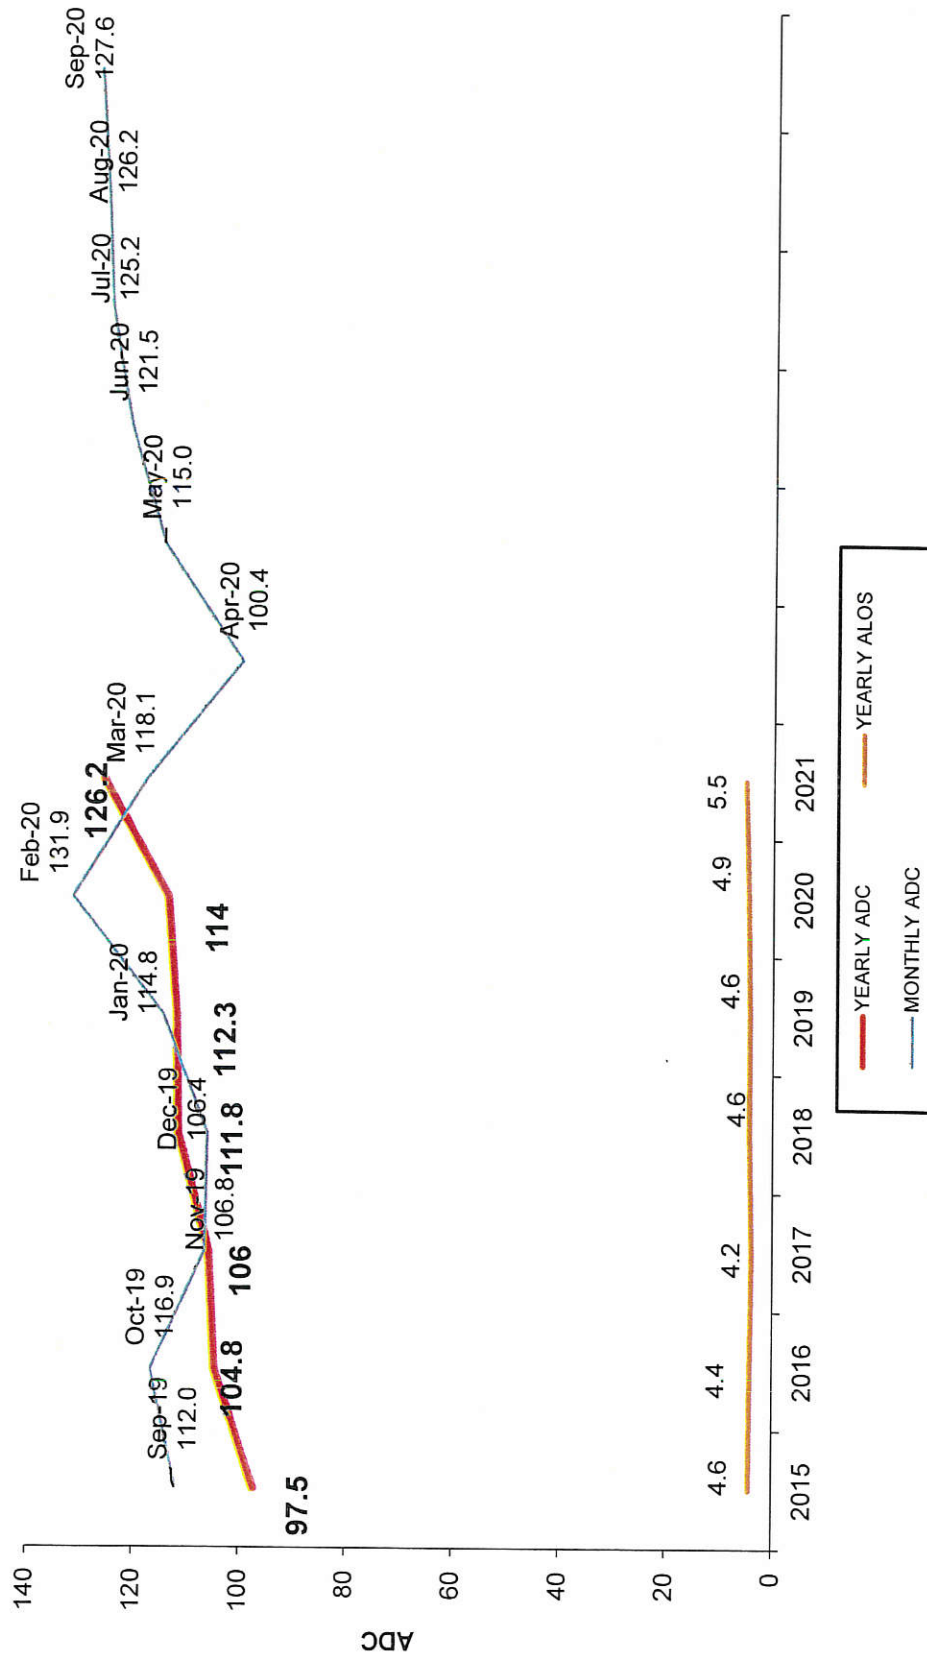 140
120
100
80
60
40
20
0
ADC
Sep-19
112.0
Oct-19
116.9
Nov-19
106.8
Dec-19
106.4
Jan-20
114.8
Feb-20
131.9
Mar-20
118.1
Apr-20
100.4
May-20
115.0
Jun-20
121.5
Jul-20
125.2
Aug-20
126.2
Sep-20
127.6
97.5
104.8
106
111.8
112.3
114
126.2
4.6
4.4
4.2
4.6
4.6
4.9
5.5
2015
2016
2017
2018
2019
2020
2021
YEARLY ADC
YEARLY ALOS
MONTHLY ADC